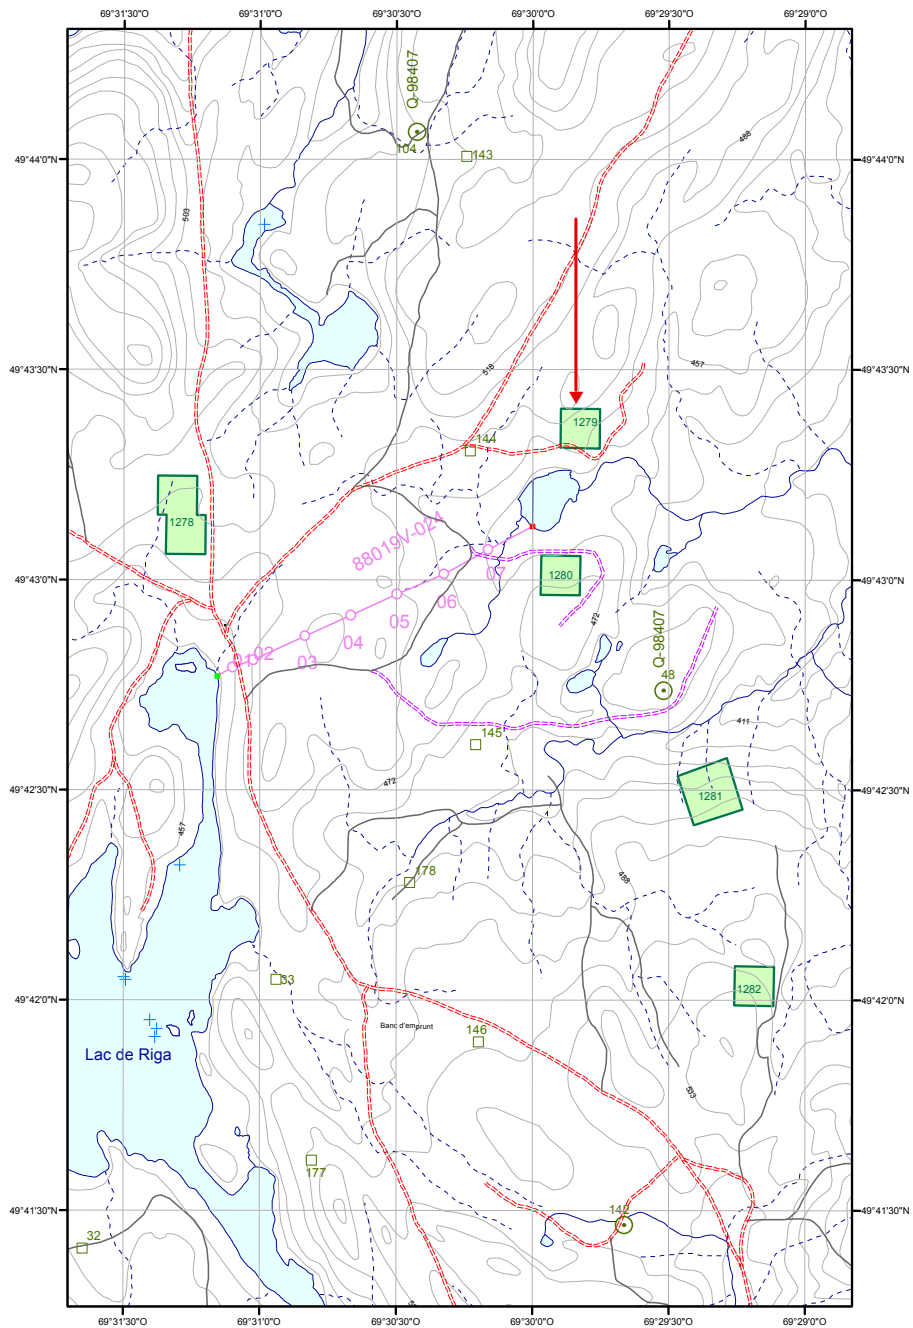 69°31'30"O 69°31'0"O 69°30'30"O 69°30'0"O 69°29'30"O 69°29'0"O
Q-98407
488
49°44'0"N 104 143 49°44'0"N
503
457
518
49°43'30"N 49°43'30"N
1279
144
1278
88019V-024
49°43'0"N 07 1280 49°43'0"N
06
472
05
04
Q-98407
01 02 03
48
411
145
472
49°42'30"N 1281 49°42'30"N
457
178
488
33 1282
49°42'0"N 49°42'0"N
Banc d'emprunt 146
Lac de Riga
533
177
49°41'30"N 142 49°41'30"N
32
69°31'30"O 69°31'0"O 69°30'30"O 69°30'0"O 69°29'30"O 69°29'0"O